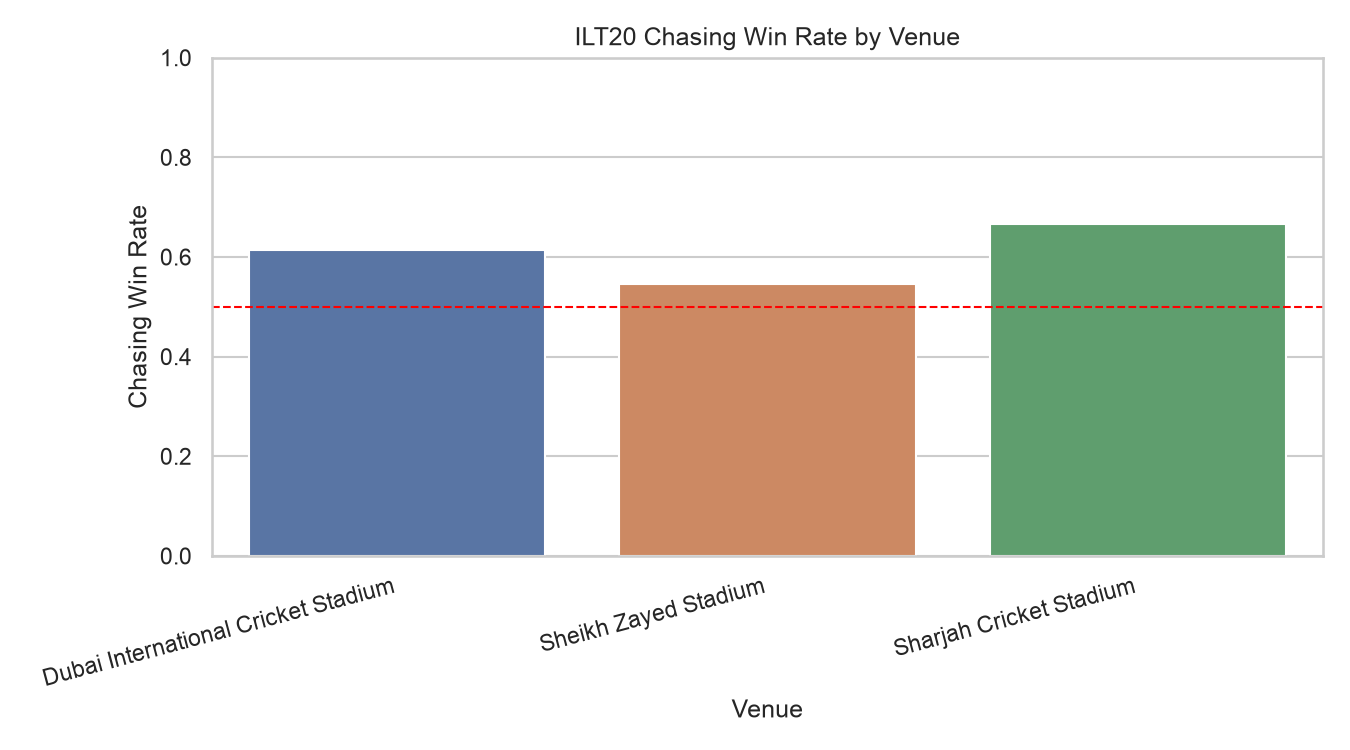 ILT20 Chasing Win Rate by Venue
1.0
0.8
0.6
0.4
0.2
0.0
Chasing Win Rate
Dubai International Cricket Stadium
Sheikh Zayed Stadium
Sharjah Cricket Stadium
Venue